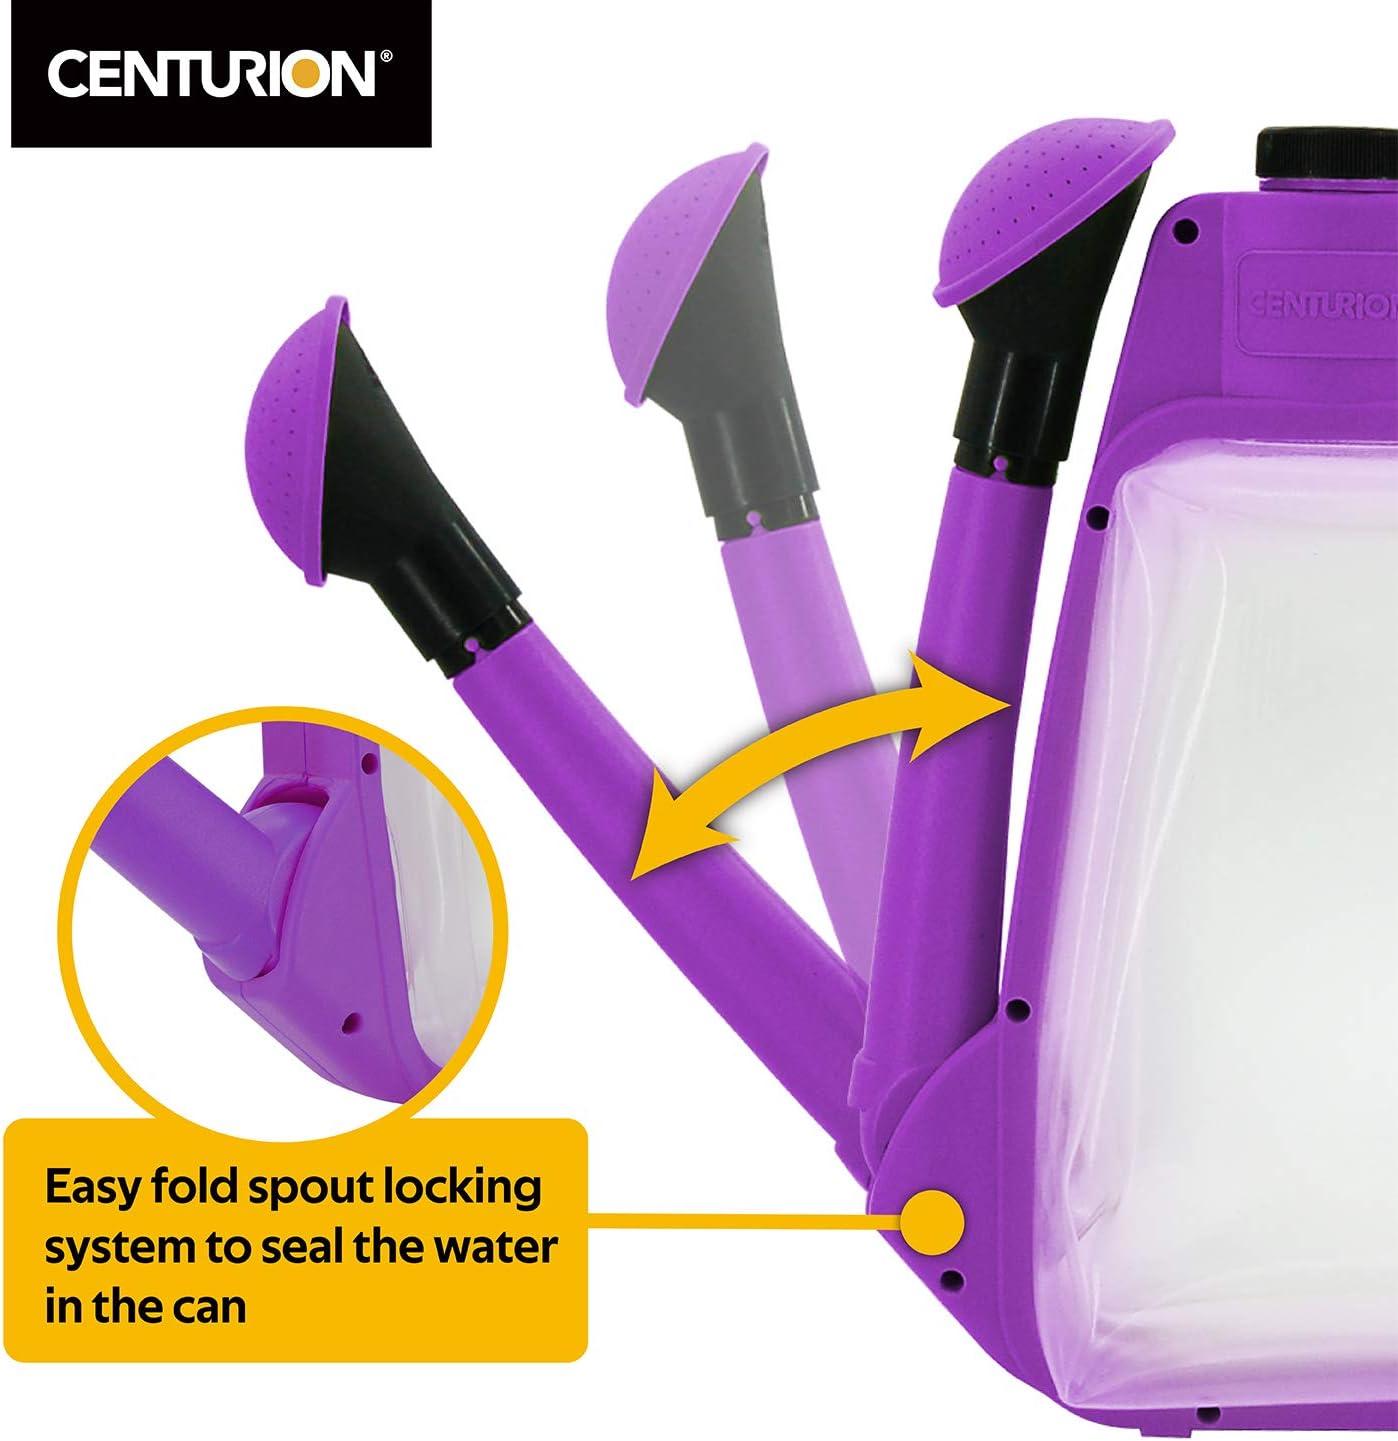 CENTURION®
CENTURION
Easy fold spout locking
system to seal the water
in the can